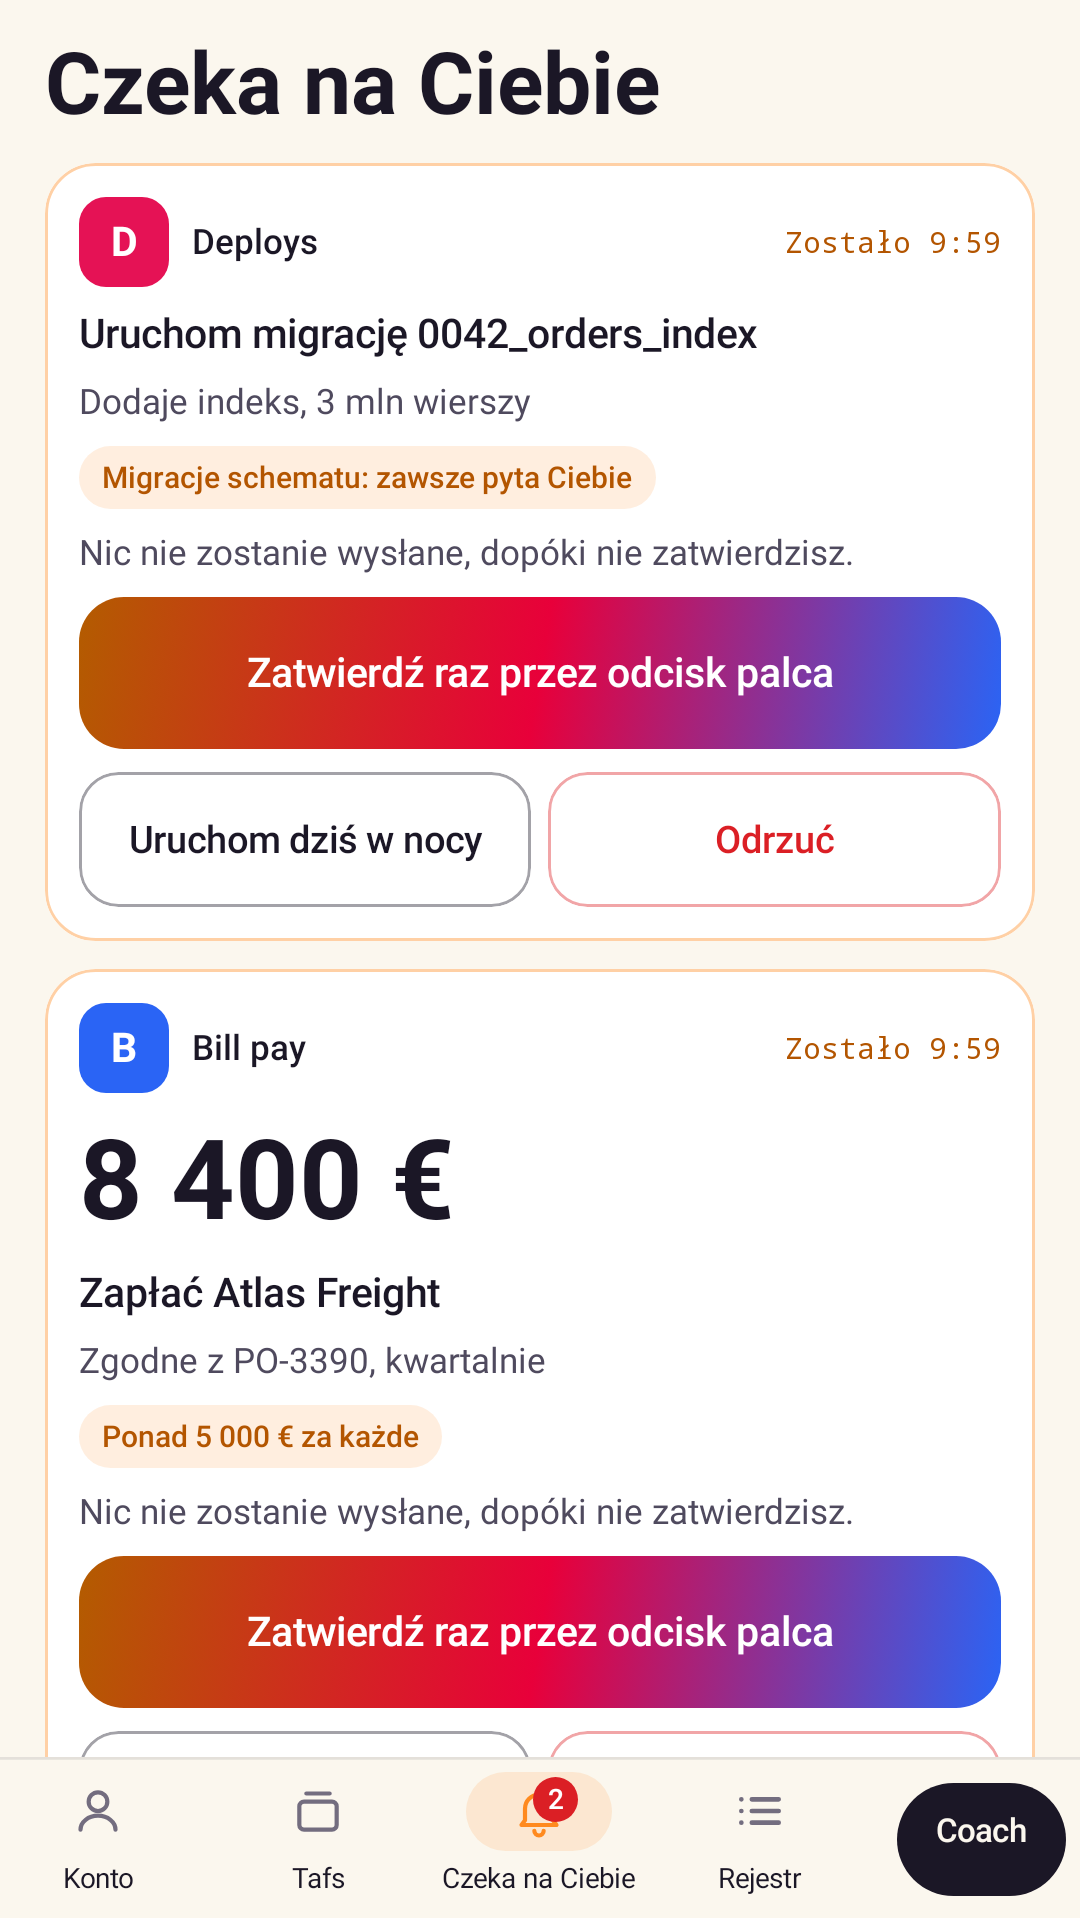 Czeka na Ciebie
D
Deploys
Zostało 9:59
Uruchom migrację 0042_orders_index
Dodaje indeks, 3 mln wierszy
Migracje schematu: zawsze pyta Ciebie
Nic nie zostanie wysłane, dopóki nie zatwierdzisz.
Zatwierdź raz przez odcisk palca
Uruchom dziś w nocy
Odrzuć
B
Bill pay
Zostało 9:59
8 400 €
Zapłać Atlas Freight
Zgodne z PO-3390, kwartalnie
Ponad 5 000 € za każde
Nic nie zostanie wysłane, dopóki nie zatwierdzisz.
Zatwierdź raz przez odcisk palca
2
Konto
Tafs
Czeka na Ciebie
Rejestr
Coach